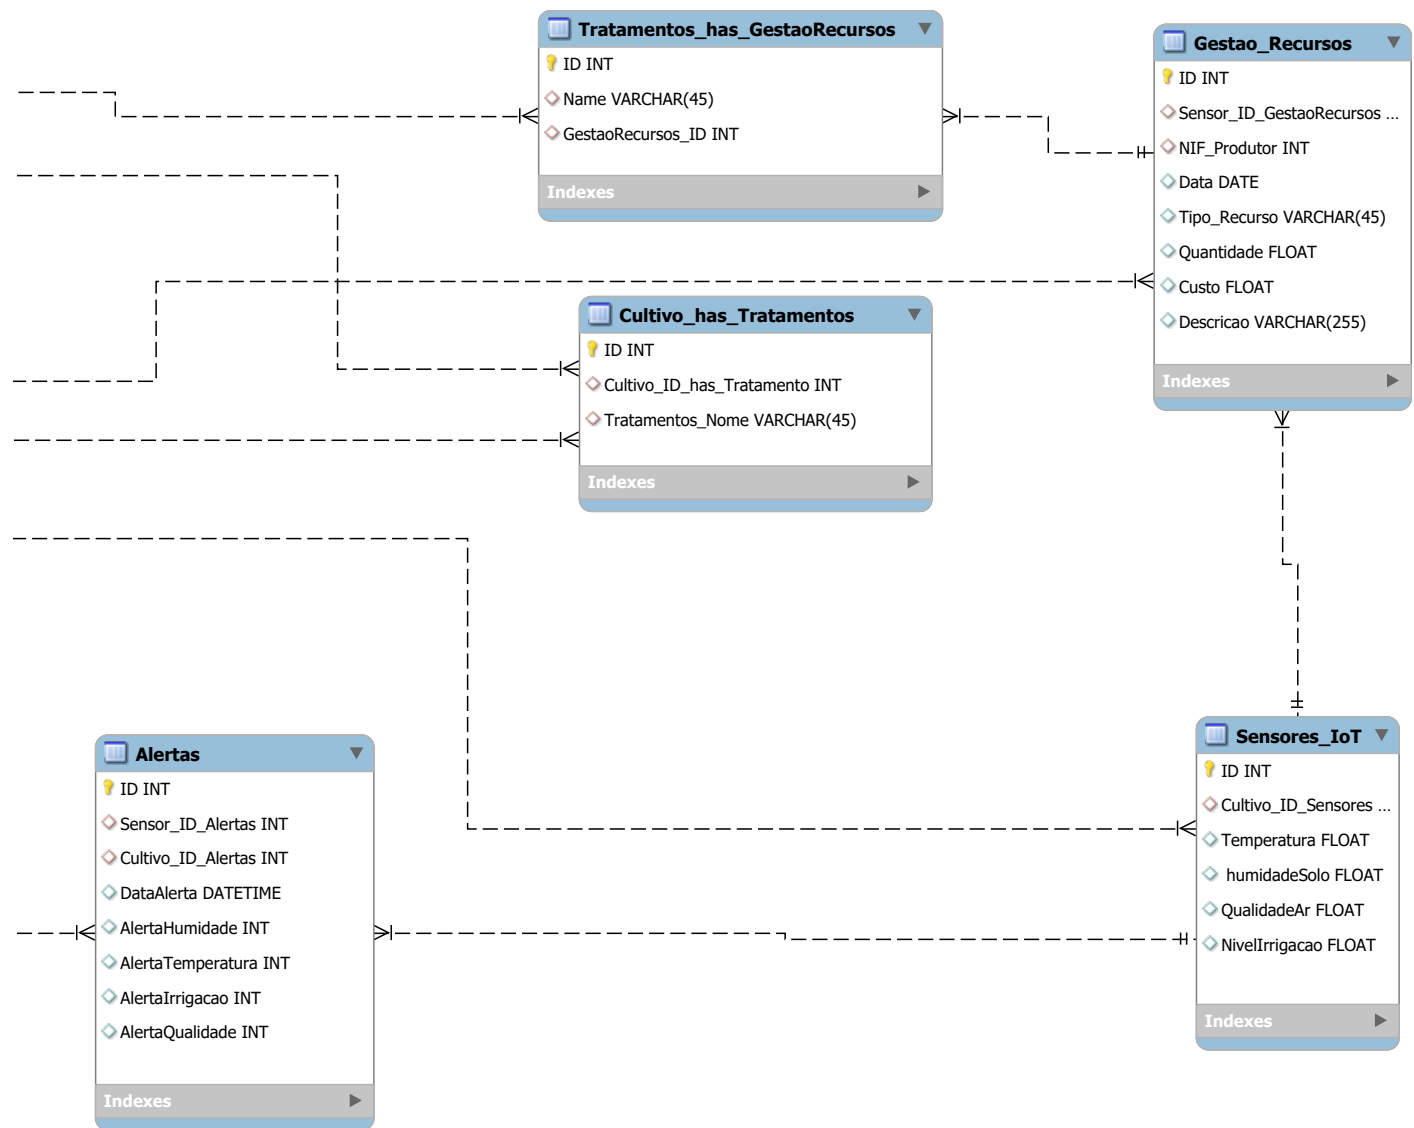 Tratamentos_has_GestaoRecursos
ID INT
Name VARCHAR(45)
GestaoRecursos_ID INT
Indexes
Gestao_Recursos
ID INT
Sensor_ID_GestaoRecursos ...
NIF_Produtor INT
Data DATE
Tipo_Recurso VARCHAR(45)
Quantidade FLOAT
Custo FLOAT
Descricao VARCHAR(255)
Indexes
Cultivo_has_Tratamentos
ID INT
Cultivo_ID_has_Tratamento INT
Tratamentos_Nome VARCHAR(45)
Indexes
Alertas
ID INT
Sensor_ID_Alertas INT
Cultivo_ID_Alertas INT
DataAlerta DATETIME
AlertaHumidade INT
AlertaTemperatura INT
AlertaIrrigacao INT
AlertaQualidade INT
Indexes
Sensores_IoT
ID INT
Cultivo_ID_Sensores ...
Temperatura FLOAT
humidadeSolo FLOAT
QualidadeAr FLOAT
NivelIrrigacao FLOAT
Indexes